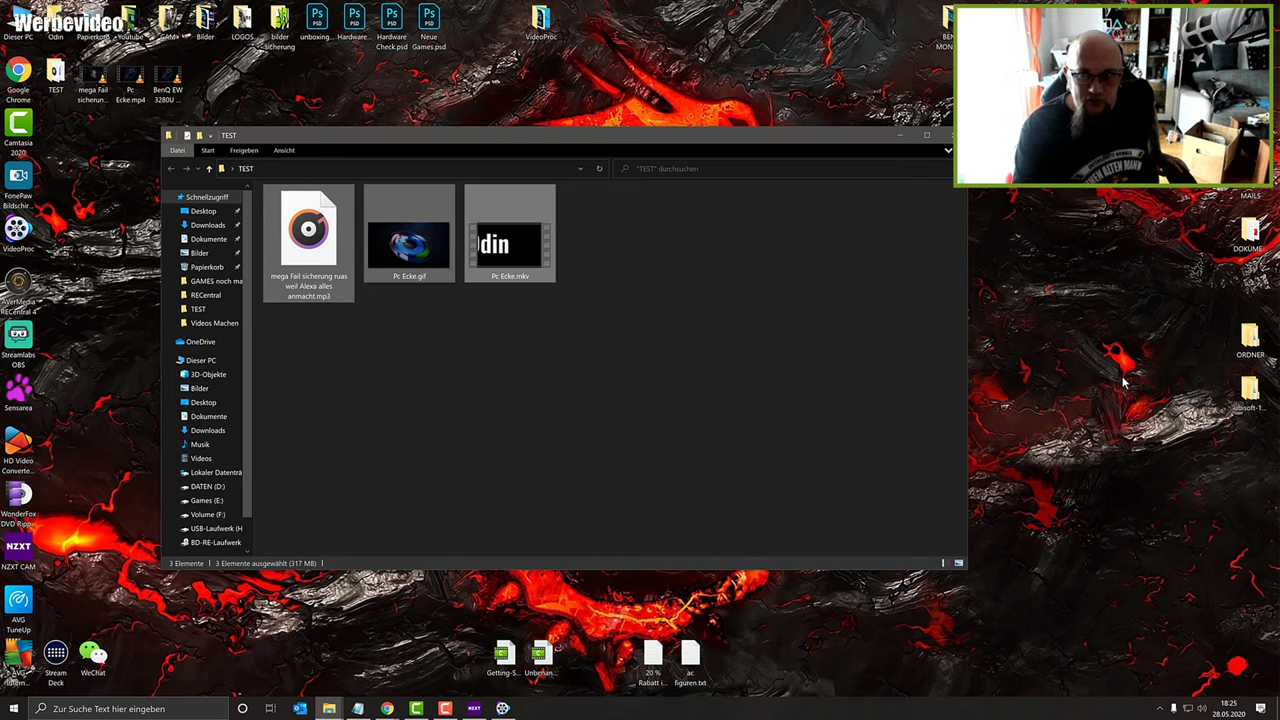 Werbevideo
Dieser PC
Odin
Papierkorb
Youtube
CAM
Bilder
LOGOS
bilder
sicherung
unboxing...
Hardware...
Hardware
Check.psd
Neue
Games.psd
VideoProc
Google
Chrome
TEST
mega Fail
sicherun...
Pc
Ecke.mp4
BenQ EW
3280U ...
Camtasia
2020
FonePaw
Bildschir...
VideoProc
AVerMedia
RECentral 4
Streamlabs
OBS
Sensarea
HD Video
Converte...
WonderFox
DVD Ripp...
NZXT
NZXT CAM
AVG
TuneUp
Stream
Deck
WeChat
TEST
Datei
Start
Freigeben
Ansicht
TEST
"TEST" durchsuchen
Schnellzugriff
Desktop
Downloads
Dokumente
Bilder
Papierkorb
GAMES noch ma
RECentral
TEST
Videos Machen
OneDrive
Dieser PC
3D-Objekte
Bilder
Desktop
Dokumente
Downloads
Musik
Videos
Lokaler Datenträ
DATEN (D:)
Games (E:)
Volume (F:)
USB-Laufwerk (H
BD-RE-Laufwerk
mega Fail sicherung ruas
weil Alexa alles
anmacht.mp3
Pc Ecke.gif
din
Pc Ecke.mkv
3 Elemente
3 Elemente ausgewählt (317 MB)
MAILS
DOKUME...
ORDNER
ubisoft-1...
Getting-S...
Unbenan...
20 %
Rabatt i...
ac
figuren.txt
Zur Suche Text hier eingeben
NZXT
18:25
28.05.2020